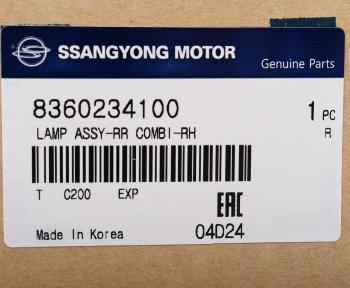 SSANGYONG MOTOR
Genuine Parts
8360234100 1 PC
LAMP ASSY-RR COMBI-RH R
T C200 EXP
EAC
Made In Korea 04D24